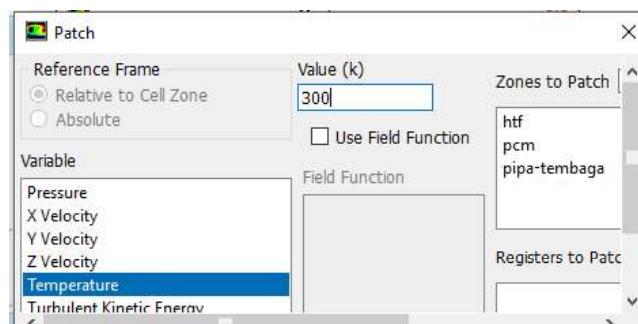 Patch
Reference Frame
Relative to Cell Zone
Absolute
Variable
Pressure
X Velocity
Y Velocity
Z Velocity
Temperature
Turbulent Kinetic Energy
Value (k)
300
Use Field Function
Field Function
Zones to Patch
htf
pcm
pipa-tembaga
Registers to Patc